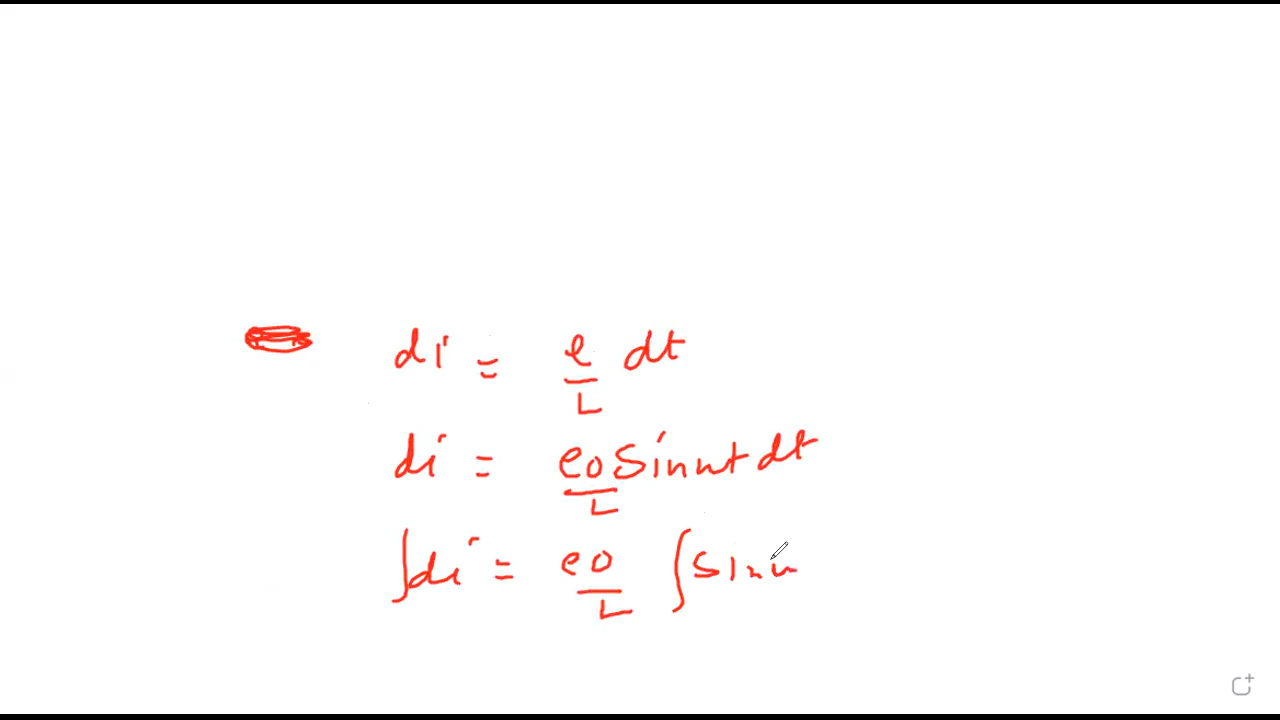 di = e/L dt
di = e0/L sinωt dt
∫di = e0/L ∫sinω